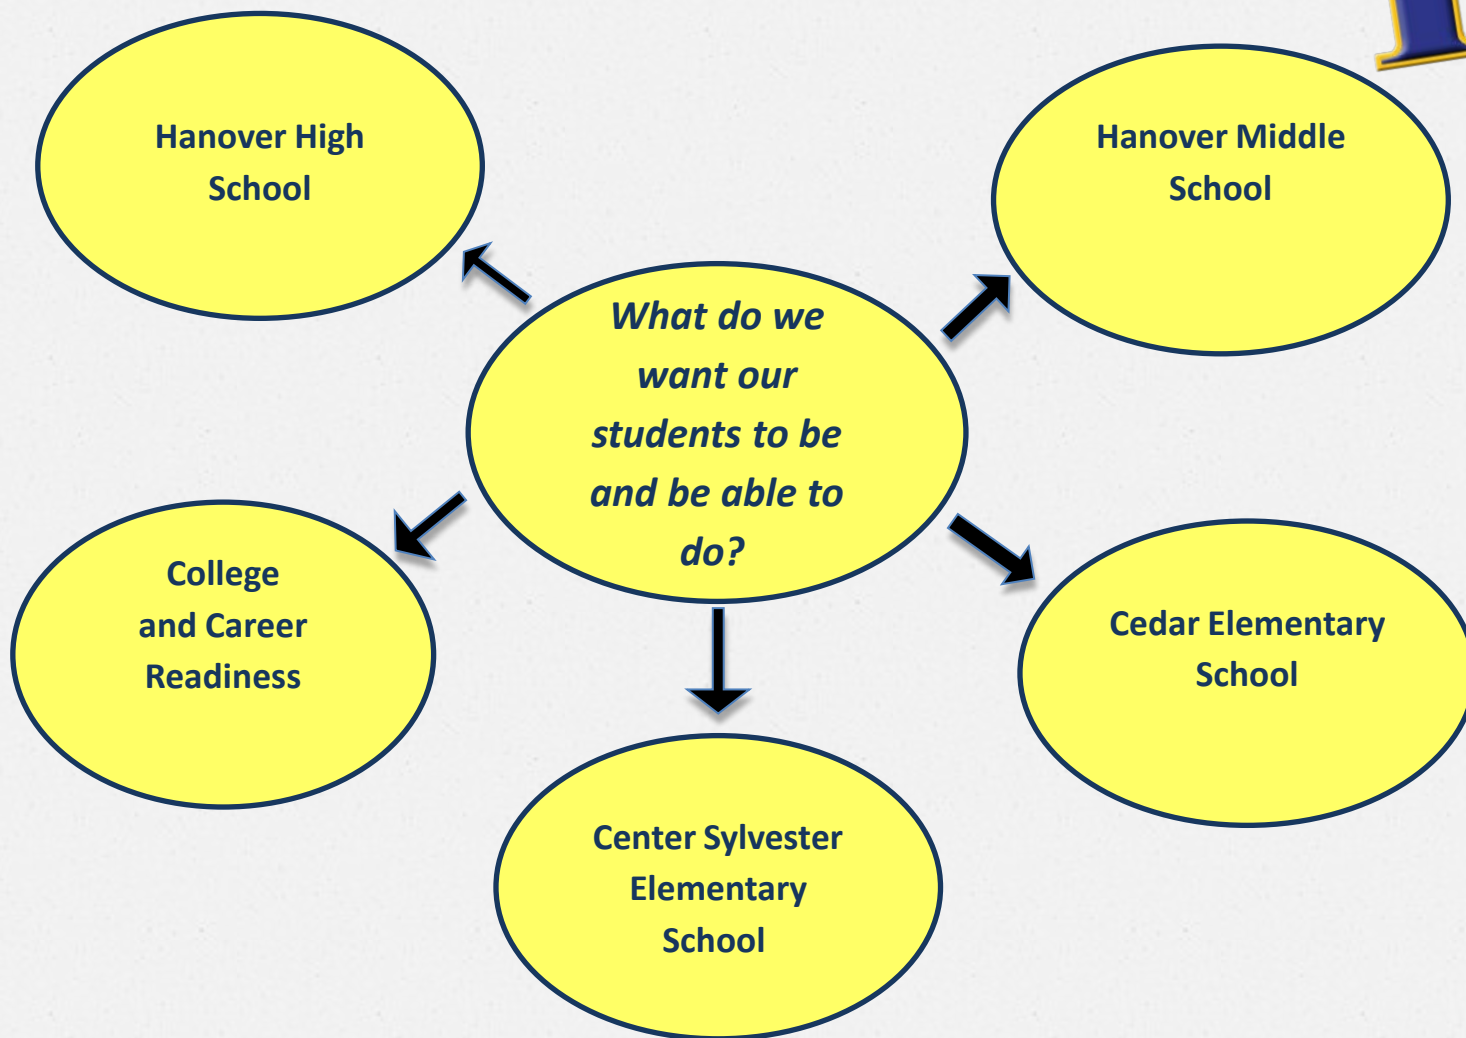 Hanover High
School
Hanover Middle
School
What do we
want our
students to be
and be able to
do?
College
and Career
Readiness
Cedar Elementary
School
Center Sylvester
Elementary
School